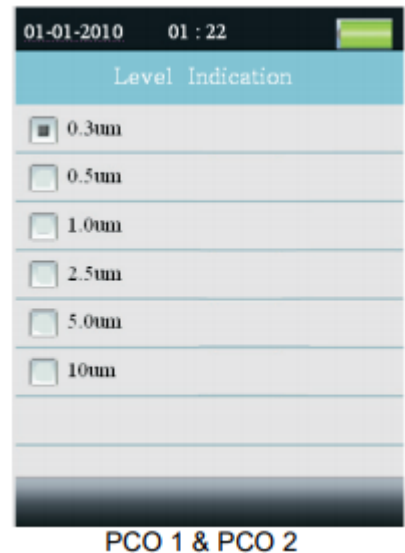 01-01-2010 01 : 22
Level Indication
0.3um
0.5um
1.0um
2.5um
5.0um
10um
PCO 1 & PCO 2